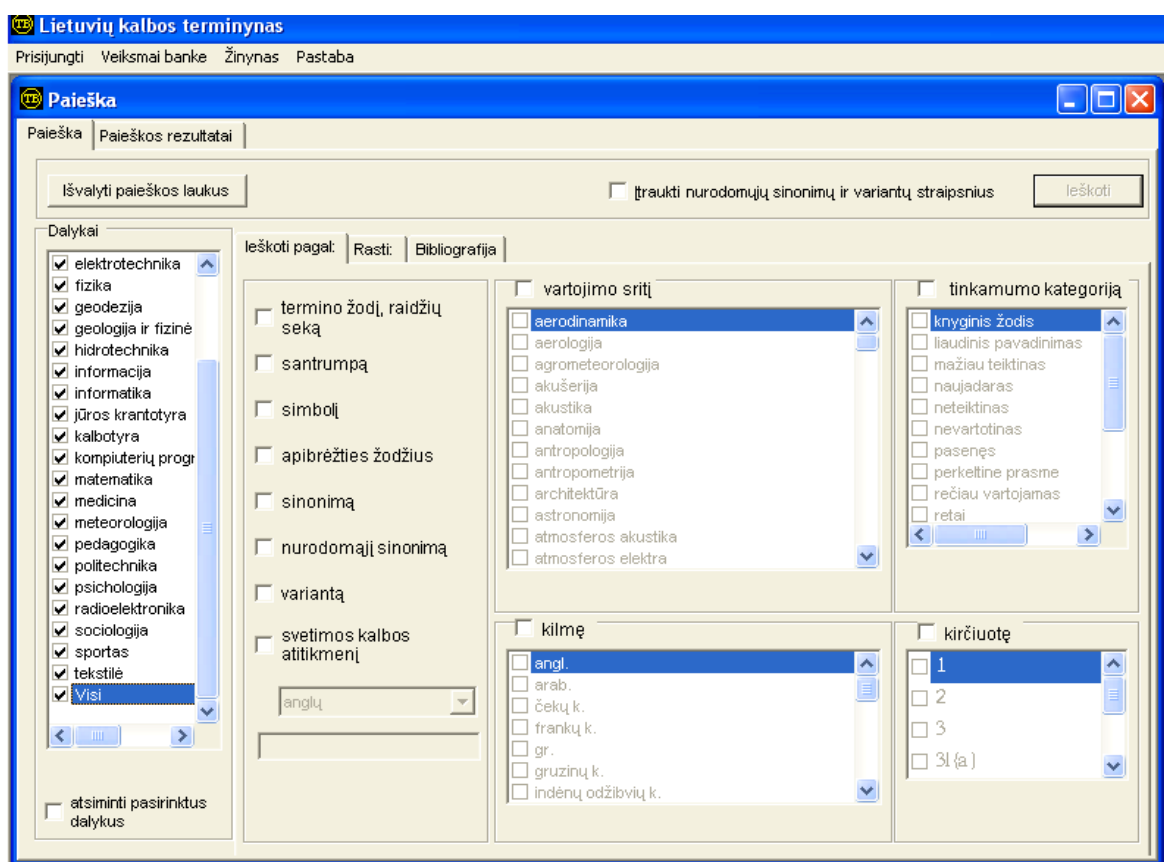 TB Lietuvių kalbos terminynas
Prisijungti Veiksmai banke Žinynas Pastaba
TB Paieška
Paieška Paieškos rezultatai
Išvalyti paieškos laukus
Įtraukti nurodomųjų sinonimų ir variantų straipsnius
Ieškoti
Dalykai
elektrotechnika
fizika
geodezija
geologija ir fizinė
hidrotechnika
informacija
informatika
jūros krantotyra
kalbotyra
kompiuterių progr
matematika
medicina
meteorologija
pedagogika
politechnika
psichologija
radioelektronika
sociologija
sportas
tekstilė
Visi
atsiminti pasirinktus
dalykus
Ieškoti pagal: Rasti: Bibliografija
termino žodį, raidžių
seką
santrumpą
simbolį
apibrėžties žodžius
sinonimą
nurodomąjį sinonimą
variantą
svetimos kalbos
atitikmenį
anglų
vartojimo sritį
aerodinamika
aerologija
agrometeorologija
akušerija
akustika
anatomija
antropologija
antropometrija
architektūra
astronomija
atmosferos akustika
atmosferos elektra
tinkamumo kategoriją
knyginis žodis
liaudinis pavadinimas
mažiau teiktinas
naujadaras
neteiktinas
nevartotinas
pasenęs
perkeltine prasme
rečiau vartojamas
retai
kilmę
angl.
arab.
čekų k.
frankų k.
gr.
gruzinų k.
indėnų odžibvių k.
kirčiuotę
1
2
3
3l{a}